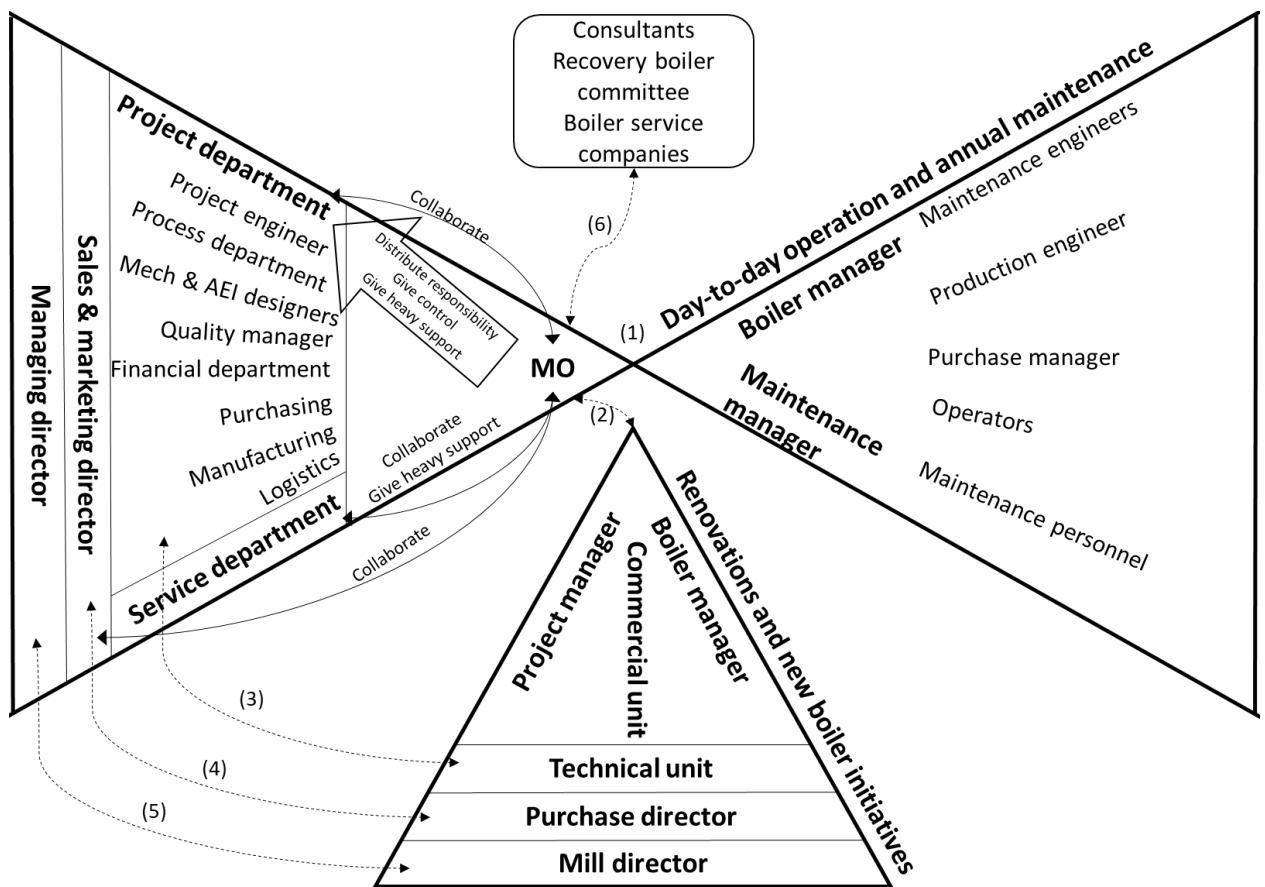 Consultants
Recovery boiler
committee
Boiler service
companies
Managing director
Sales & marketing director
Project department
Project engineer
Process department
Mech & AEI designers
Quality manager
Financial department
Purchasing
Manufacturing
Logistics
Service department
Collaborate
Distribute responsibility
Give control
Give heavy support
MO
Collaborate
Give heavy support
Collaborate
(6)
(1)
(2)
(3)
(4)
(5)
Day-to-day operation and annual maintenance
Boiler manager
Maintenance
manager
Maintenance engineers
Production engineer
Purchase manager
Operators
Maintenance personnel
Renovations and new boiler initiatives
Project manager
Commercial unit
Boiler manager
Technical unit
Purchase director
Mill director